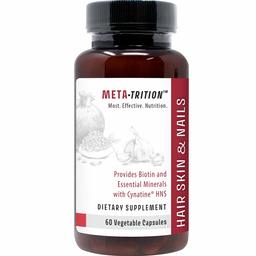 META-TRITION™
Most. Effective. Nutrition.
Provides Biotin and
Essential Minerals
with Cynatine® HNS
DIETARY SUPPLEMENT
60 Vegetable Capsules
HAIR SKIN & NAILS